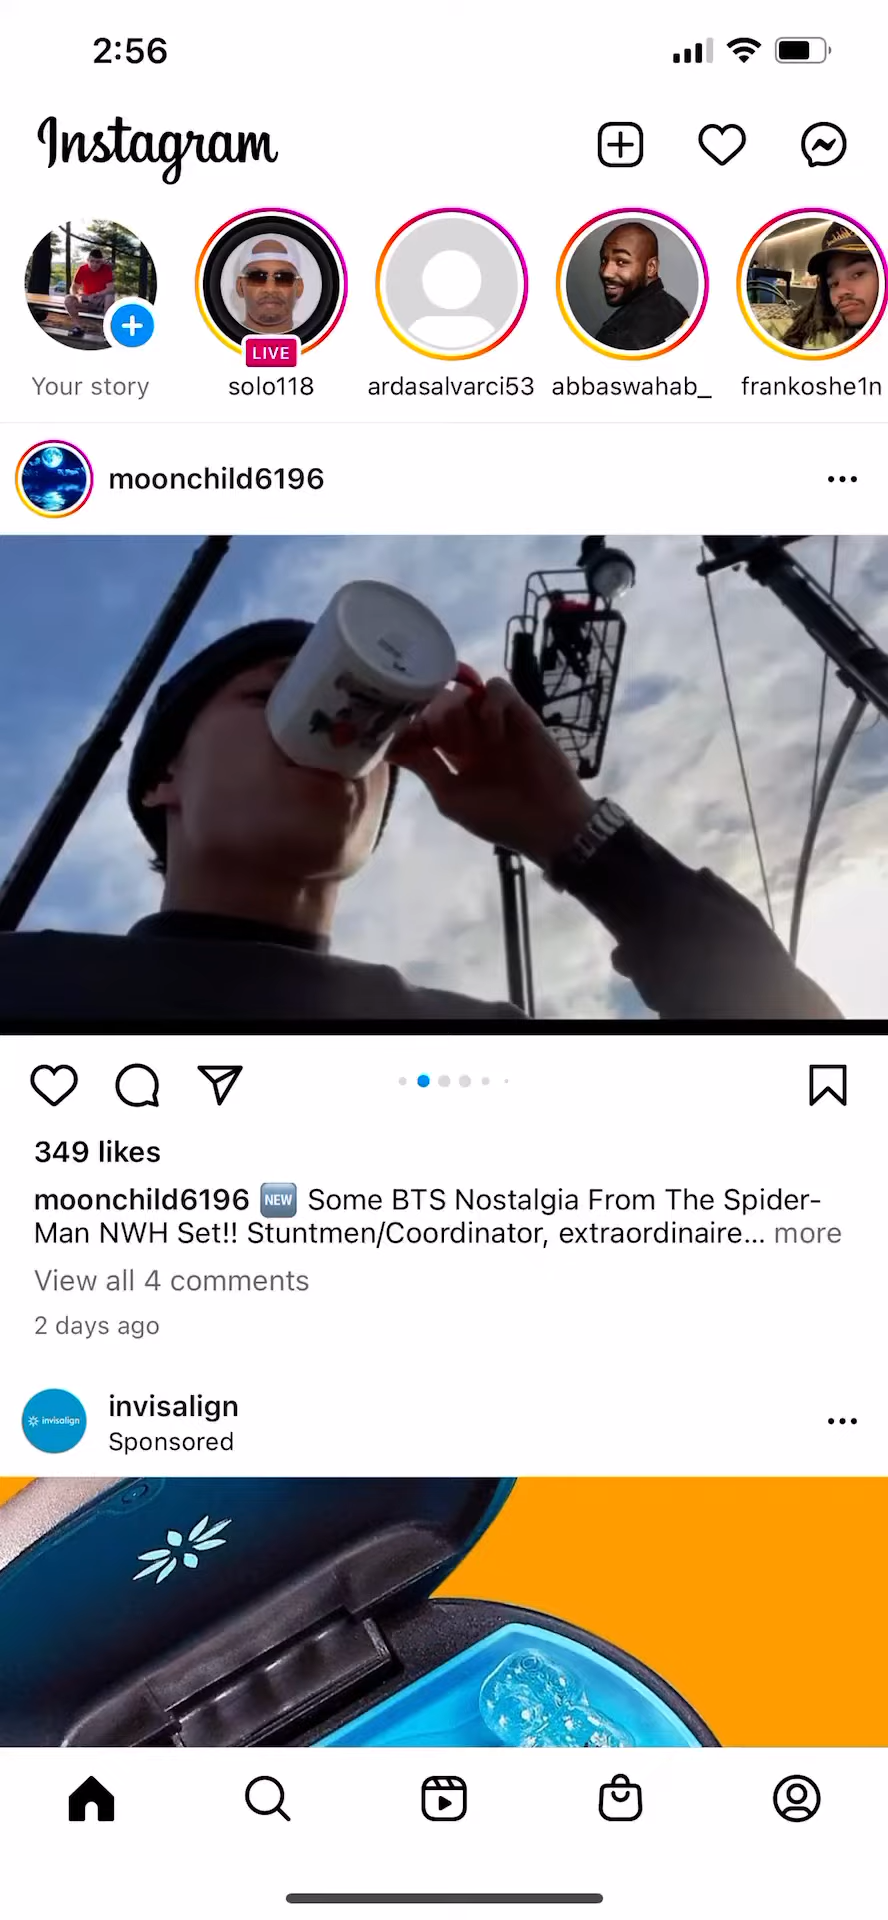 2:56
Instagram
LIVE
Your story
solo118
ardasalvarci53
abbaswahab_
frankoshe1n
moonchild6196
349 likes
moonchild6196 🆕 Some BTS Nostalgia From The Spider-
Man NWH Set!! Stuntmen/Coordinator, extraordinaire... more
View all 4 comments
2 days ago
invisalign
invisalign
Sponsored